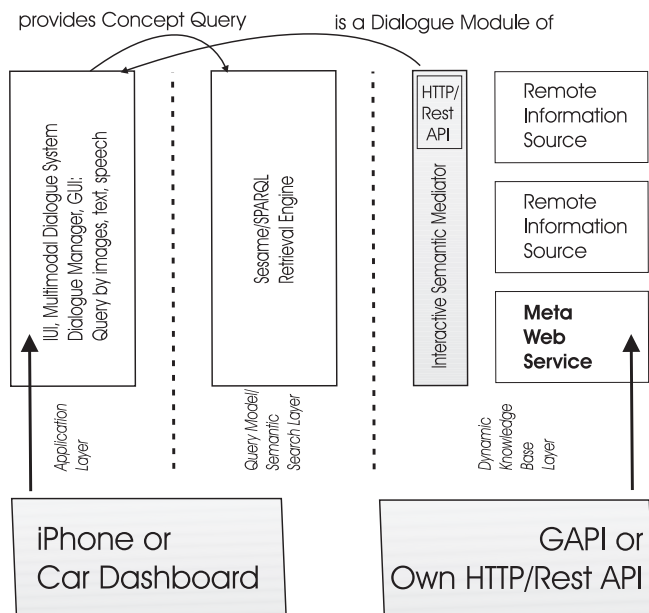 provides Concept Query
is a Dialogue Module of
IUI, Multimodal Dialogue System
Dialogue Manager, GUI:
Query by images, text, speech
Sesame/SPARQL
Retrieval Engine
HTTP/
Rest
API
Interactive Semantic Mediator
Remote
Information
Source
Remote
Information
Source
Meta
Web
Service
Application
Layer
Query Model/
Semantic
Search Layer
Dynamic
Knowledge
Base
Layer
iPhone or
Car Dashboard
GAPI or
Own HTTP/Rest API